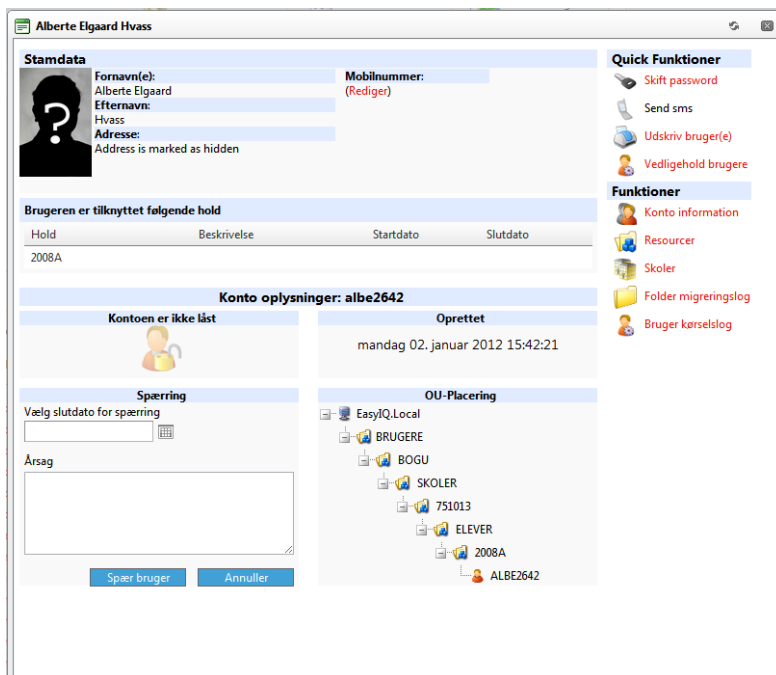 Alberte Elgaard Hvass
Stamdata
Fornavn(e):
Alberte Elgaard
Efternavn:
Hvass
Adresse:
Address is marked as hidden
Mobilnummer:
(Rediger)
Brugeren er tilknyttet følgende hold
Hold Beskrivelse Startdato Slutdato
2008A
Konto oplysninger: albe2642
Kontoen er ikke låst
Oprettet
mandag 02. januar 2012 15:42:21
Spærring
Vælg slutdato for spærring
Årsag
Spær bruger Annuller
OU-Placering
EasyIQ.Local
BRUGERE
BOGU
SKOLER
751013
ELEVER
2008A
ALBE2642
Quick Funktioner
Skift password
Send sms
Udskriv bruger(e)
Vedligehold brugere
Funktioner
Konto information
Resourcer
Skoler
Folder migreringslog
Bruger kørselslog